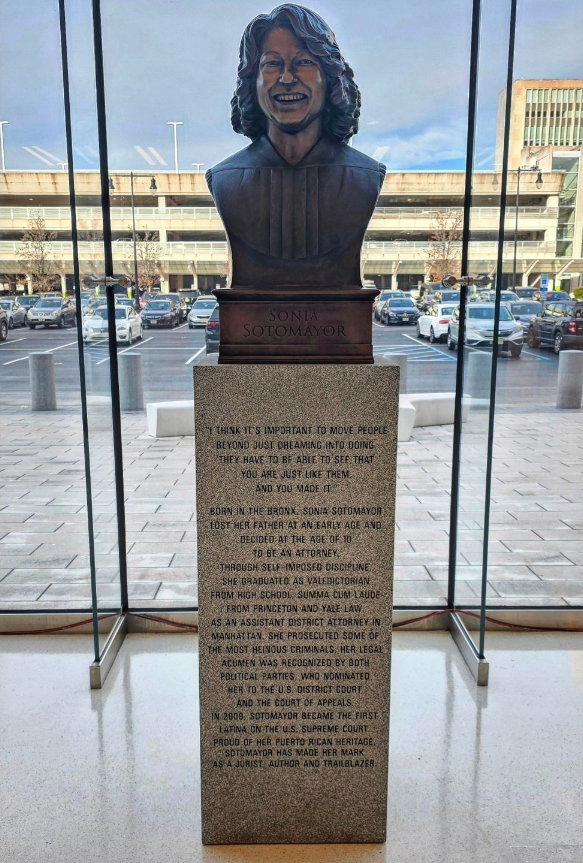 SONIA
SOTOMAYOR
"I THINK IT'S IMPORTANT TO MOVE PEOPLE
BEYOND JUST DREAMING INTO DOING.
THEY HAVE TO BE ABLE TO SEE THAT
YOU ARE JUST LIKE THEM,
AND YOU MADE IT."
BORN IN THE BRONX, SONIA SOTOMAYOR
LOST HER FATHER AT AN EARLY AGE AND
DECIDED AT THE AGE OF 10
TO BE AN ATTORNEY.
THROUGH SELF-IMPOSED DISCIPLINE
SHE GRADUATED AS VALEDICTORIAN
FROM HIGH SCHOOL, SUMMA CUM LAUDE
FROM PRINCETON AND YALE LAW.
AS AN ASSISTANT DISTRICT ATTORNEY IN
MANHATTAN, SHE PROSECUTED SOME OF
THE MOST HEINOUS CRIMINALS. HER LEGAL
ACUMEN WAS RECOGNIZED BY BOTH
POLITICAL PARTIES, WHO NOMINATED
HER TO THE U.S. DISTRICT COURT
AND THE COURT OF APPEALS.
IN 2009, SOTOMAYOR BECAME THE FIRST
LATINA ON THE U.S. SUPREME COURT.
PROUD OF HER PUERTO RICAN HERITAGE,
SOTOMAYOR HAS MADE HER MARK
AS A JURIST, AUTHOR AND TRAILBLAZER.